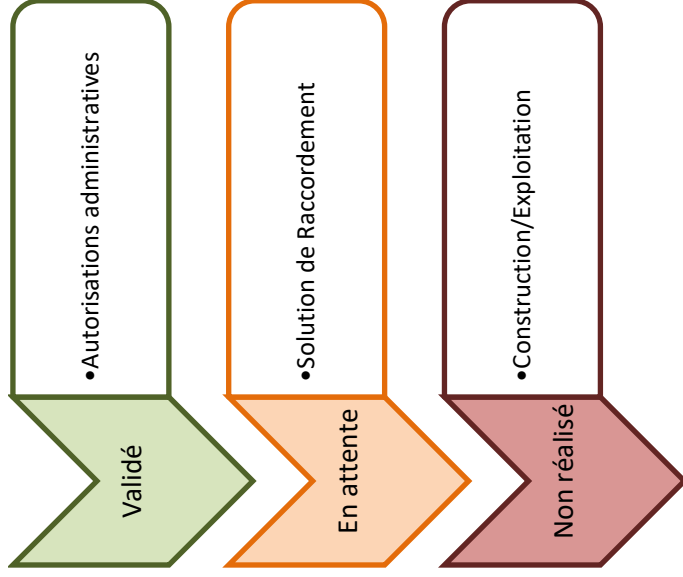 Validé
•Autorisations administratives
En attente
•Solution de Raccordement
Non réalisé
•Construction/Exploitation